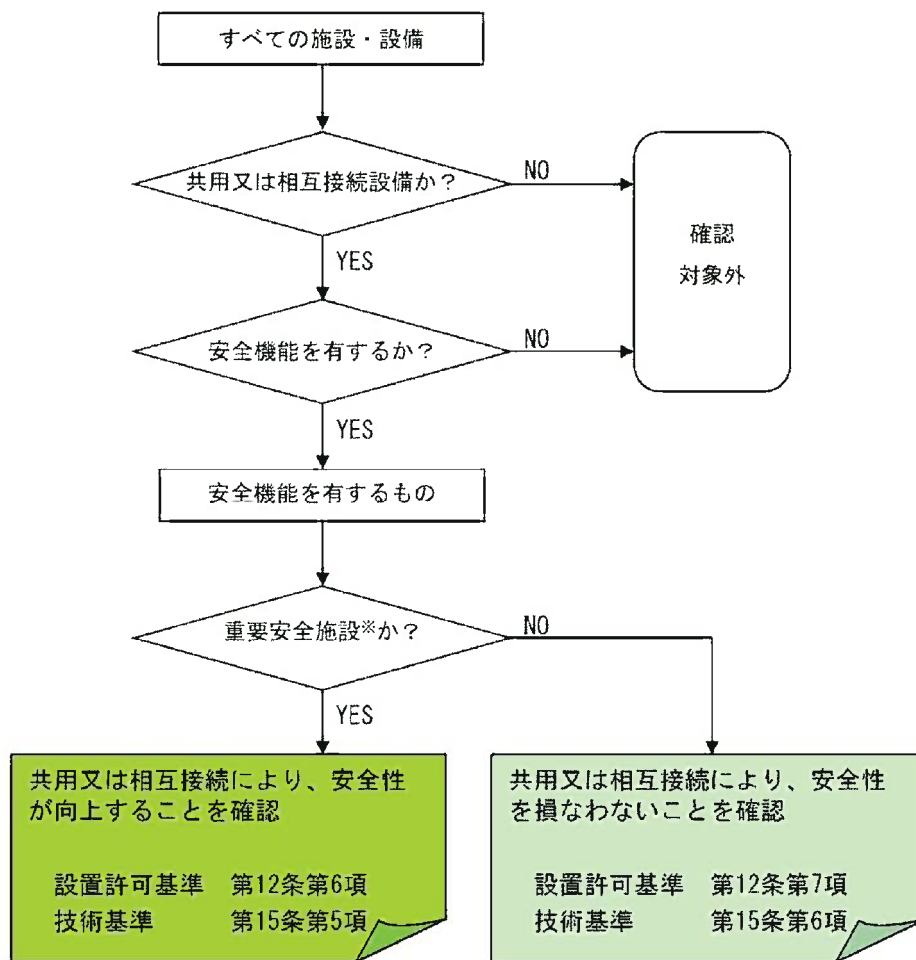 すべての施設・設備
共用又は相互接続設備か?
NO
確認
対象外
YES
安全機能を有するか?
NO
YES
安全機能を有するもの
重要安全施設※か?
NO
YES
共用又は相互接続により、安全性
が向上することを確認
設置許可基準 第12条第6項
技術基準 第15条第5項
共用又は相互接続により、安全性
を損なわないことを確認
設置許可基準 第12条第7項
技術基準 第15条第6項